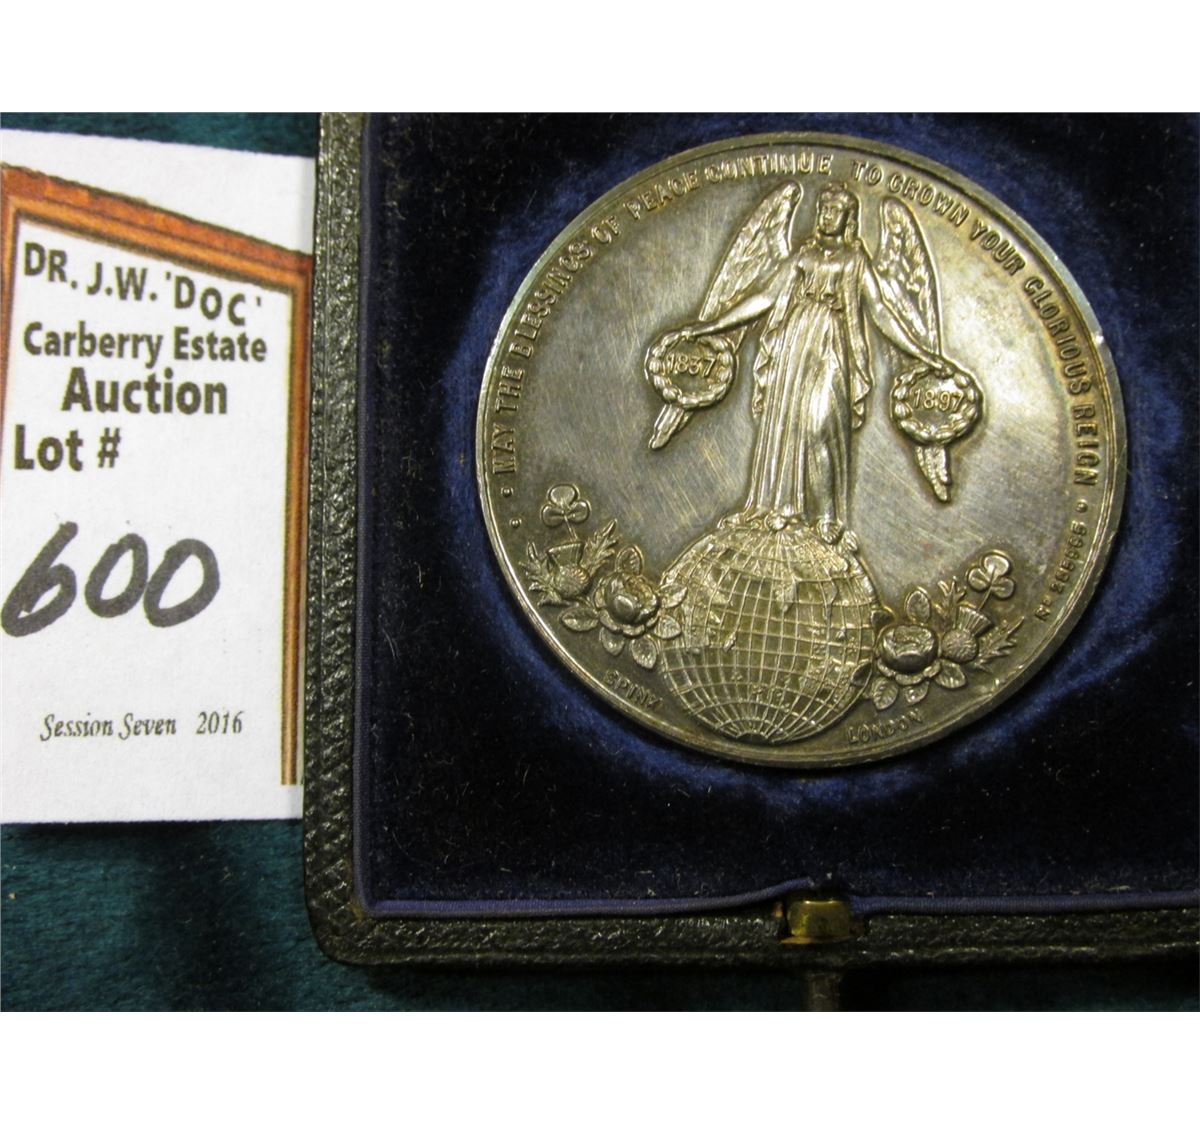 DR. J.W. 'DOC'
Carberry Estate
Auction
Lot #
600
Session Seven 2016
MAY THE BLESSINGS OF PEACE CONTINUE TO CROWN YOUR GLORIOUS REIGN
1837
1897
SPINK
LONDON